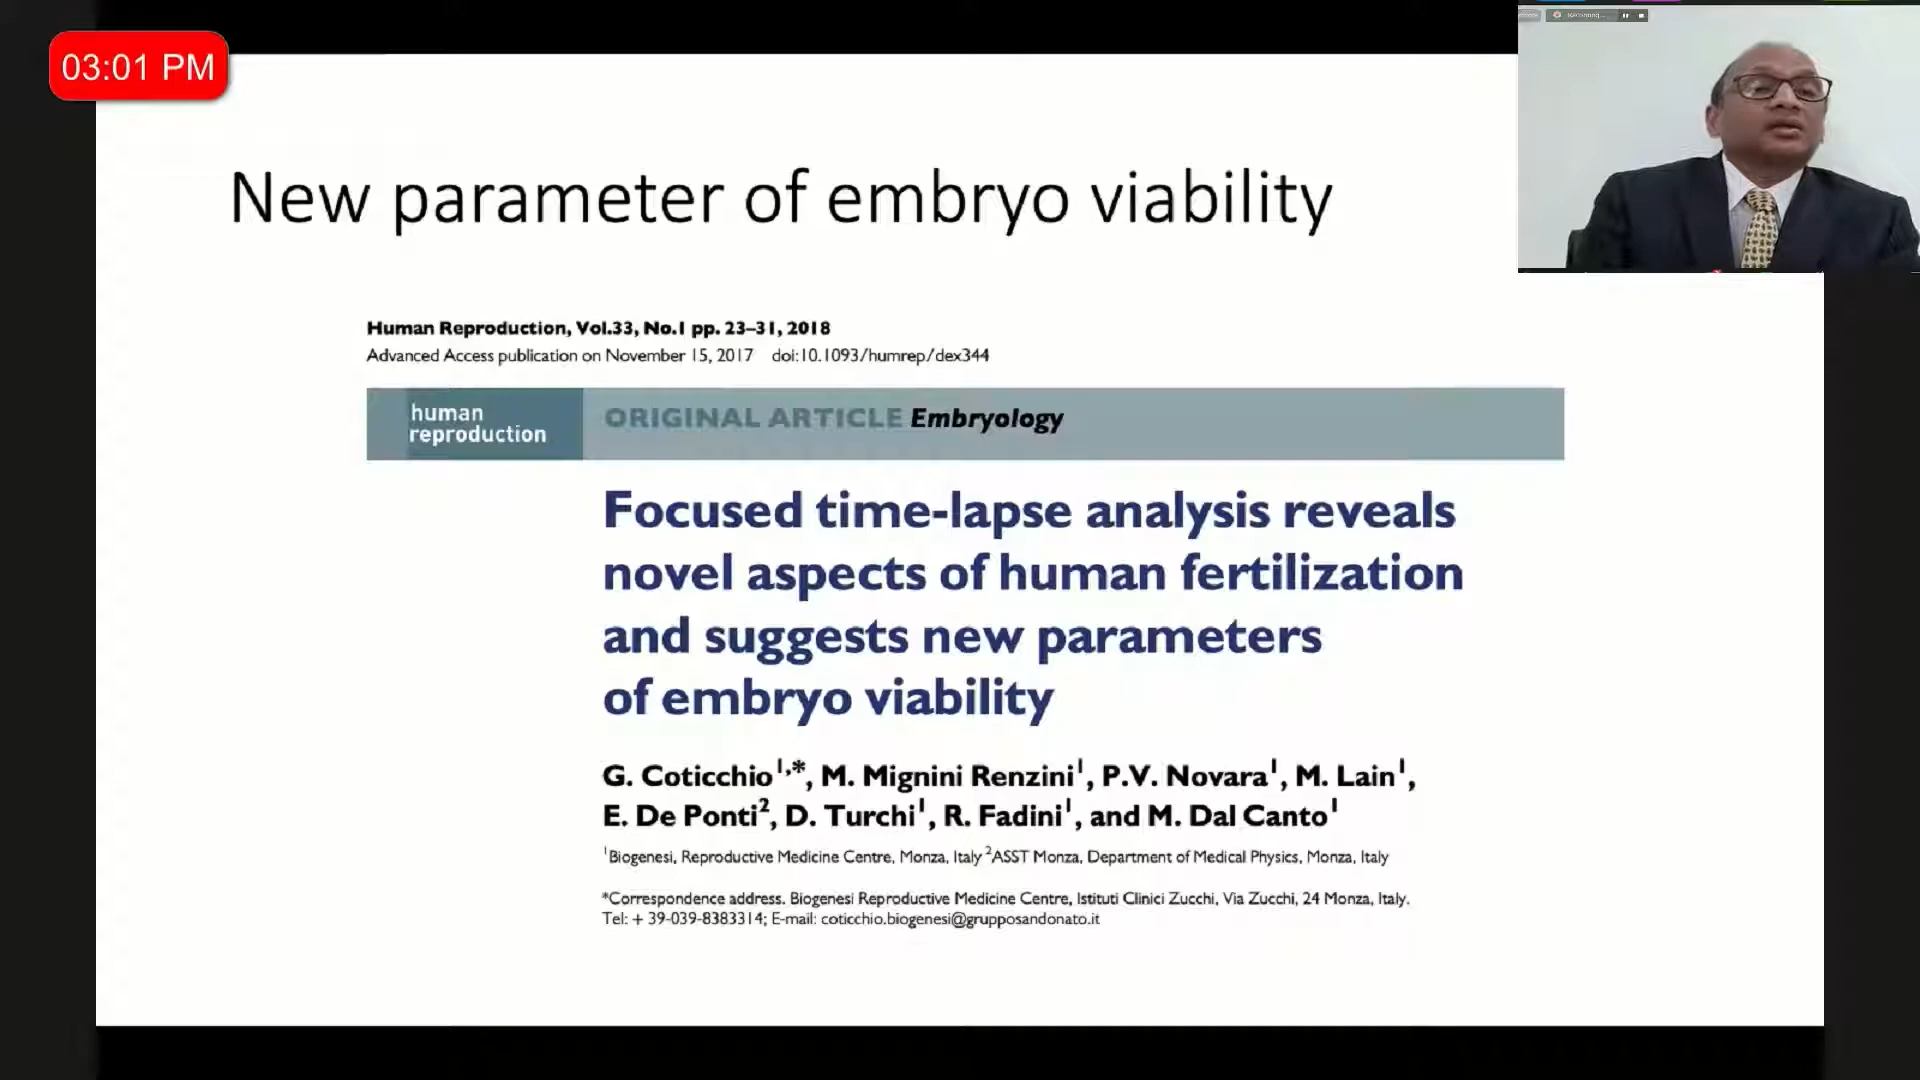 03:01 PM
New parameter of embryo viability
Human Reproduction, Vol.33, No.1 pp. 23–31, 2018
Advanced Access publication on November 15, 2017 doi:10.1093/humrep/dex344
human
reproduction
ORIGINAL ARTICLE Embryology
Focused time-lapse analysis reveals
novel aspects of human fertilization
and suggests new parameters
of embryo viability
G. Coticchio1,*, M. Mignini Renzini1, P.V. Novara1, M. Lain1,
E. De Ponti2, D. Turchi1, R. Fadini1, and M. Dal Canto1
1Biogenesi, Reproductive Medicine Centre, Monza, Italy 2ASST Monza, Department of Medical Physics, Monza, Italy
*Correspondence address. Biogenesi Reproductive Medicine Centre, Istituti Clinici Zucchi, Via Zucchi, 24 Monza, Italy.
Tel: + 39-039-8383314; E-mail: coticchio.biogenesi@grupposandonato.it